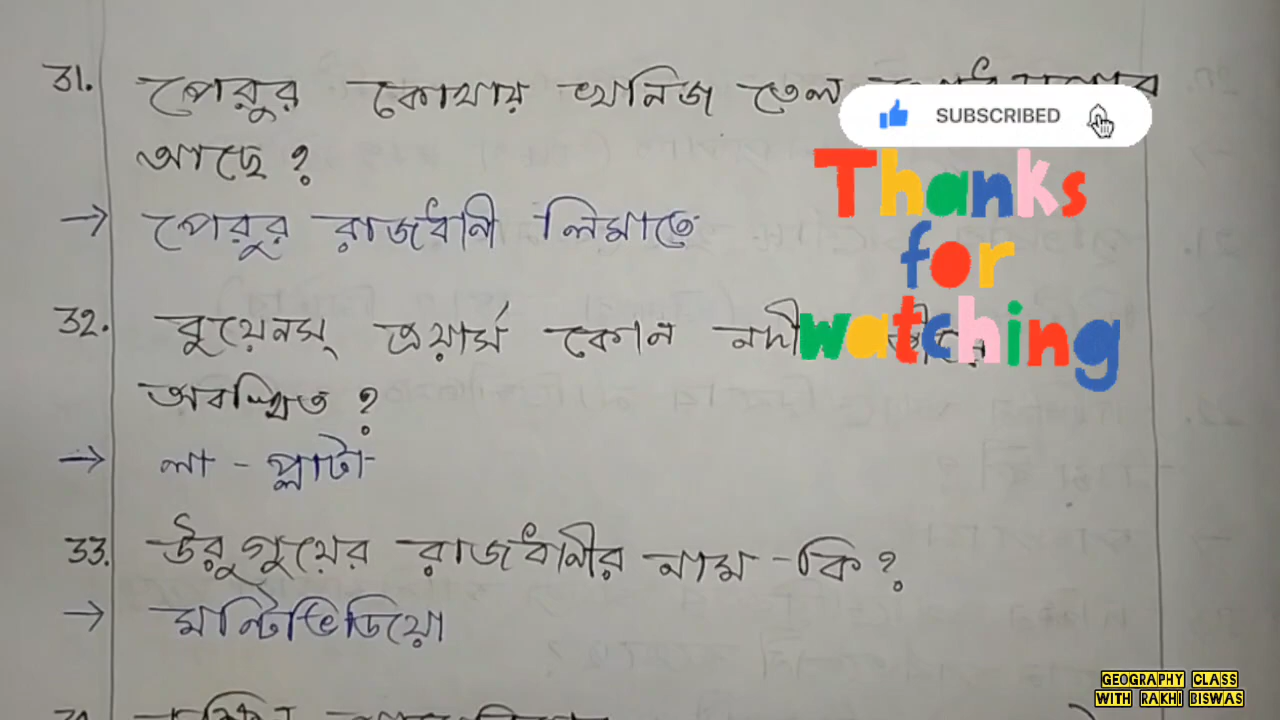 31. পেরুর কোথায় খনিজ তেল
SUBSCRIBED
আছে ?
Thanks
→ পেরুর রাজধানী লিমাতে
for
32. বুয়েনস্ এয়ার্স কোন নদীর তীরে
watching
অবস্থিত ?
→ লা - প্লাটা
33. উরুগুয়ের রাজধানীর নাম - কি ?
→ মন্টিভিডিয়ো
GEOGRAPHY CLASS
WITH RAKHI BISWAS